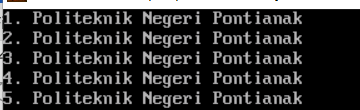 1. Politeknik Negeri Pontianak
2. Politeknik Negeri Pontianak
3. Politeknik Negeri Pontianak
4. Politeknik Negeri Pontianak
5. Politeknik Negeri Pontianak